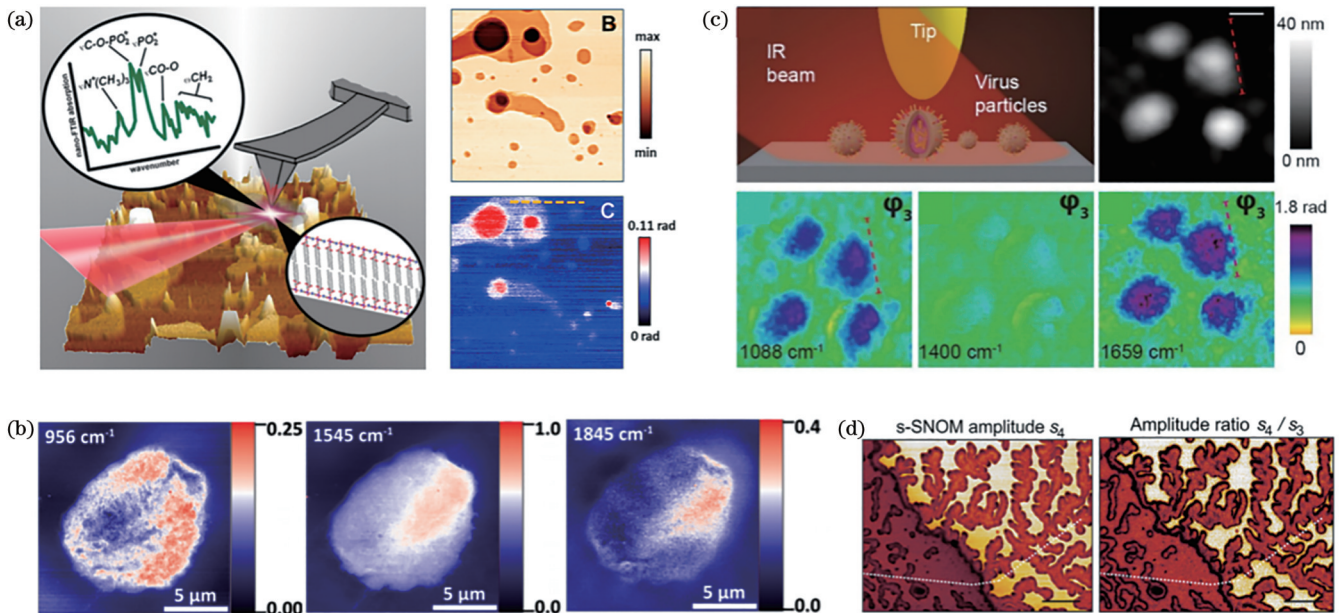 (a)
νC-O-PO₂⁻
νPO₂⁻
νN⁺(CH₃)₃
νCO-O
ωCH₂
nano-FTIR absorption
wavenumber
B
max
min
C
0.11 rad
0 rad
(c)
IR
beam
Tip
Virus
particles
40 nm
0 nm
φ₃
1088 cm⁻¹
1400 cm⁻¹
φ₃
1659 cm⁻¹
1.8 rad
0
(b)
956 cm⁻¹
0.25
5 µm
0.00
1545 cm⁻¹
1.0
5 µm
0.0
1845 cm⁻¹
0.4
5 µm
0.0
(d)
s-SNOM amplitude s₄
Amplitude ratio s₄ / s₃